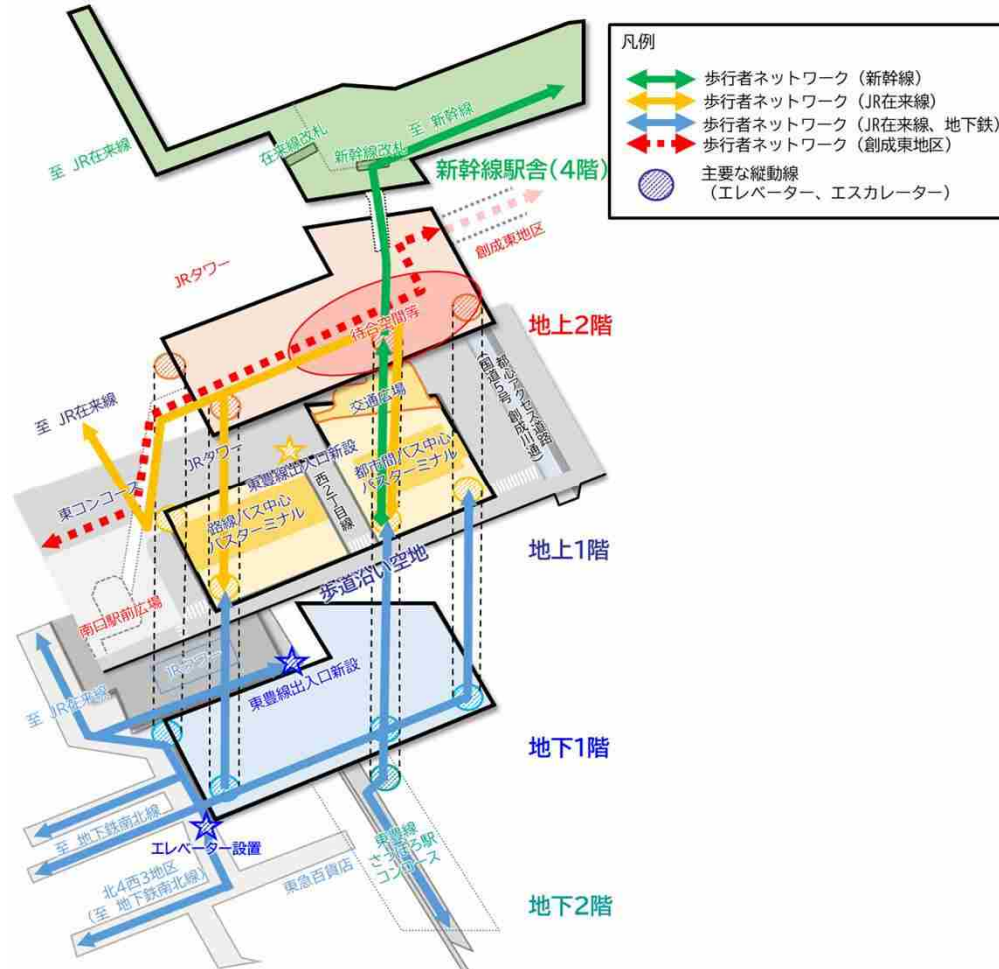 凡例
歩行者ネットワーク（新幹線）
歩行者ネットワーク（JR在来線）
歩行者ネットワーク（JR在来線、地下鉄）
歩行者ネットワーク（創成東地区）
主要な縦動線
（エレベーター、エスカレーター）
至 JR在来線
在来線改札
新幹線改札
至 新幹線
新幹線駅舎(4階)
JRタワー
創成東地区
待合空間等
地上2階
至 JR在来線
JRタワー
東豊線出入口新設
交通広場
都心アクセス道路
（国道5号 創成川通）
東コンコース
路線バス中心
バスターミナル
西2丁目線
都市間バス中心
バスターミナル
地上1階
歩道沿い空地
南口駅前広場
JRタワー
至 JR在来線
東豊線出入口新設
地下1階
至 地下鉄南北線
エレベーター設置
北4西3地区
（至 地下鉄南北線）
東急百貨店
東豊線
さっぽろ駅
コンコース
地下2階